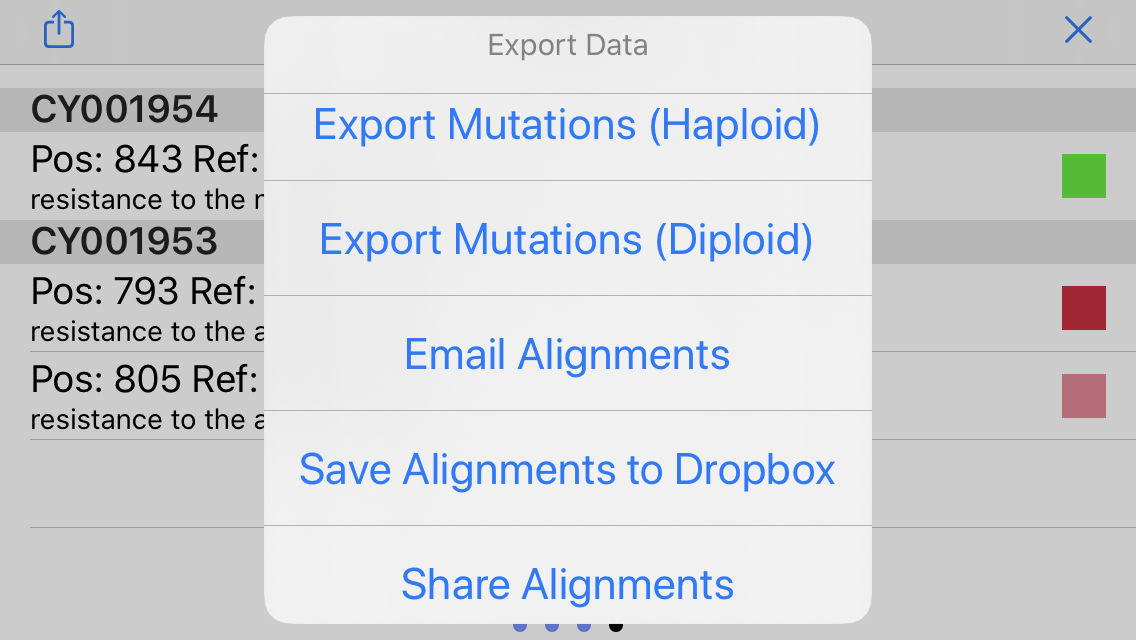 Export Data
Export Mutations (Haploid)
Export Mutations (Diploid)
Email Alignments
Save Alignments to Dropbox
Share Alignments
CY001954
Pos: 843 Ref:
resistance to the
CY001953
Pos: 793 Ref:
resistance to the
Pos: 805 Ref:
resistance to the